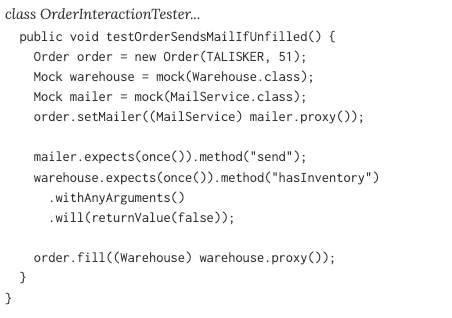 class OrderInteractionTester...
  public void testOrderSendsMailIfUnfilled() {
    Order order = new Order(TALISKER, 51);
    Mock warehouse = mock(Warehouse.class);
    Mock mailer = mock(MailService.class);
    order.setMailer((MailService) mailer.proxy());

    mailer.expects(once()).method("send");
    warehouse.expects(once()).method("hasInventory")
      .withAnyArguments()
      .will(returnValue(false));

    order.fill((Warehouse) warehouse.proxy());
  }
}